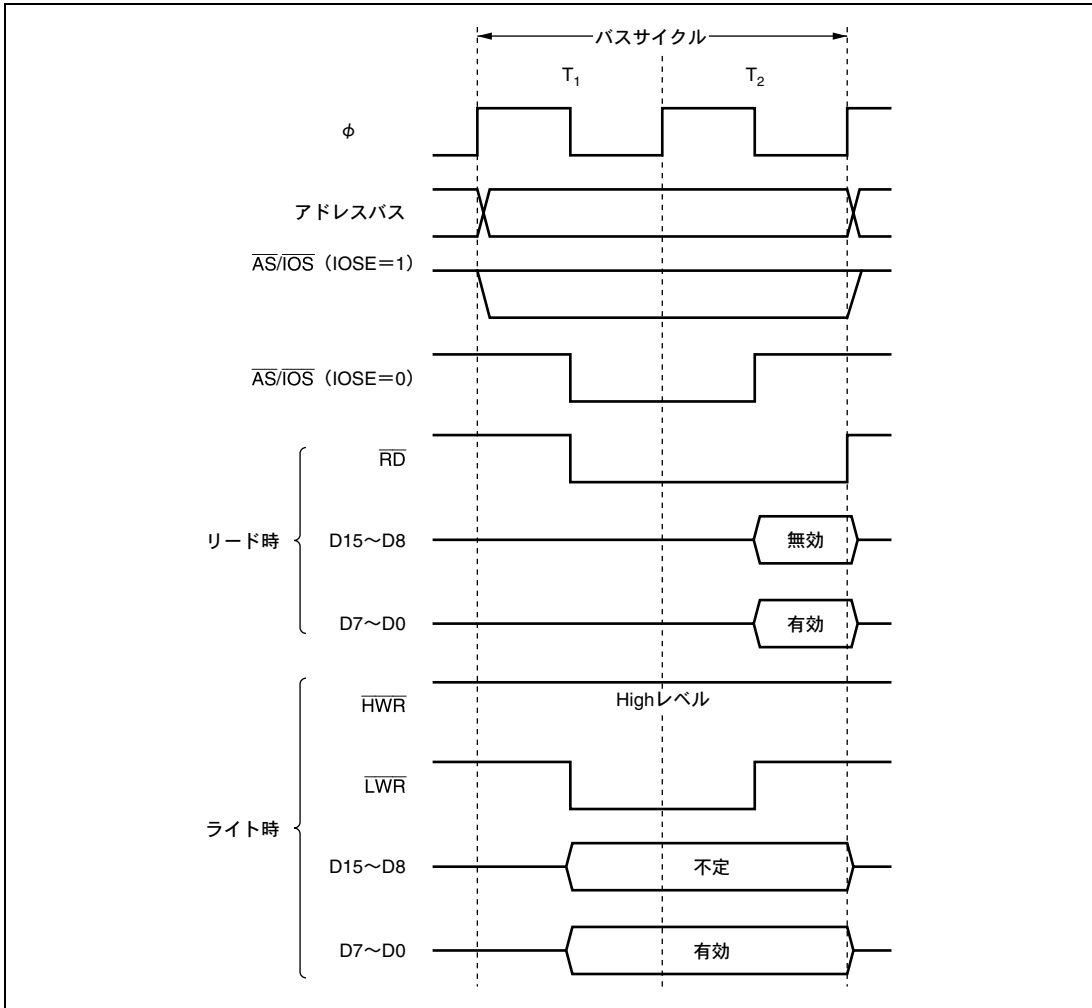 バスサイクル
T1 T2
φ
アドレスバス
AS/IOS（IOSE＝1）
AS/IOS（IOSE＝0）
RD
リード時
D15～D8
無効
D7～D0
有効
HWR
Highレベル
LWR
ライト時
D15～D8
不定
D7～D0
有効